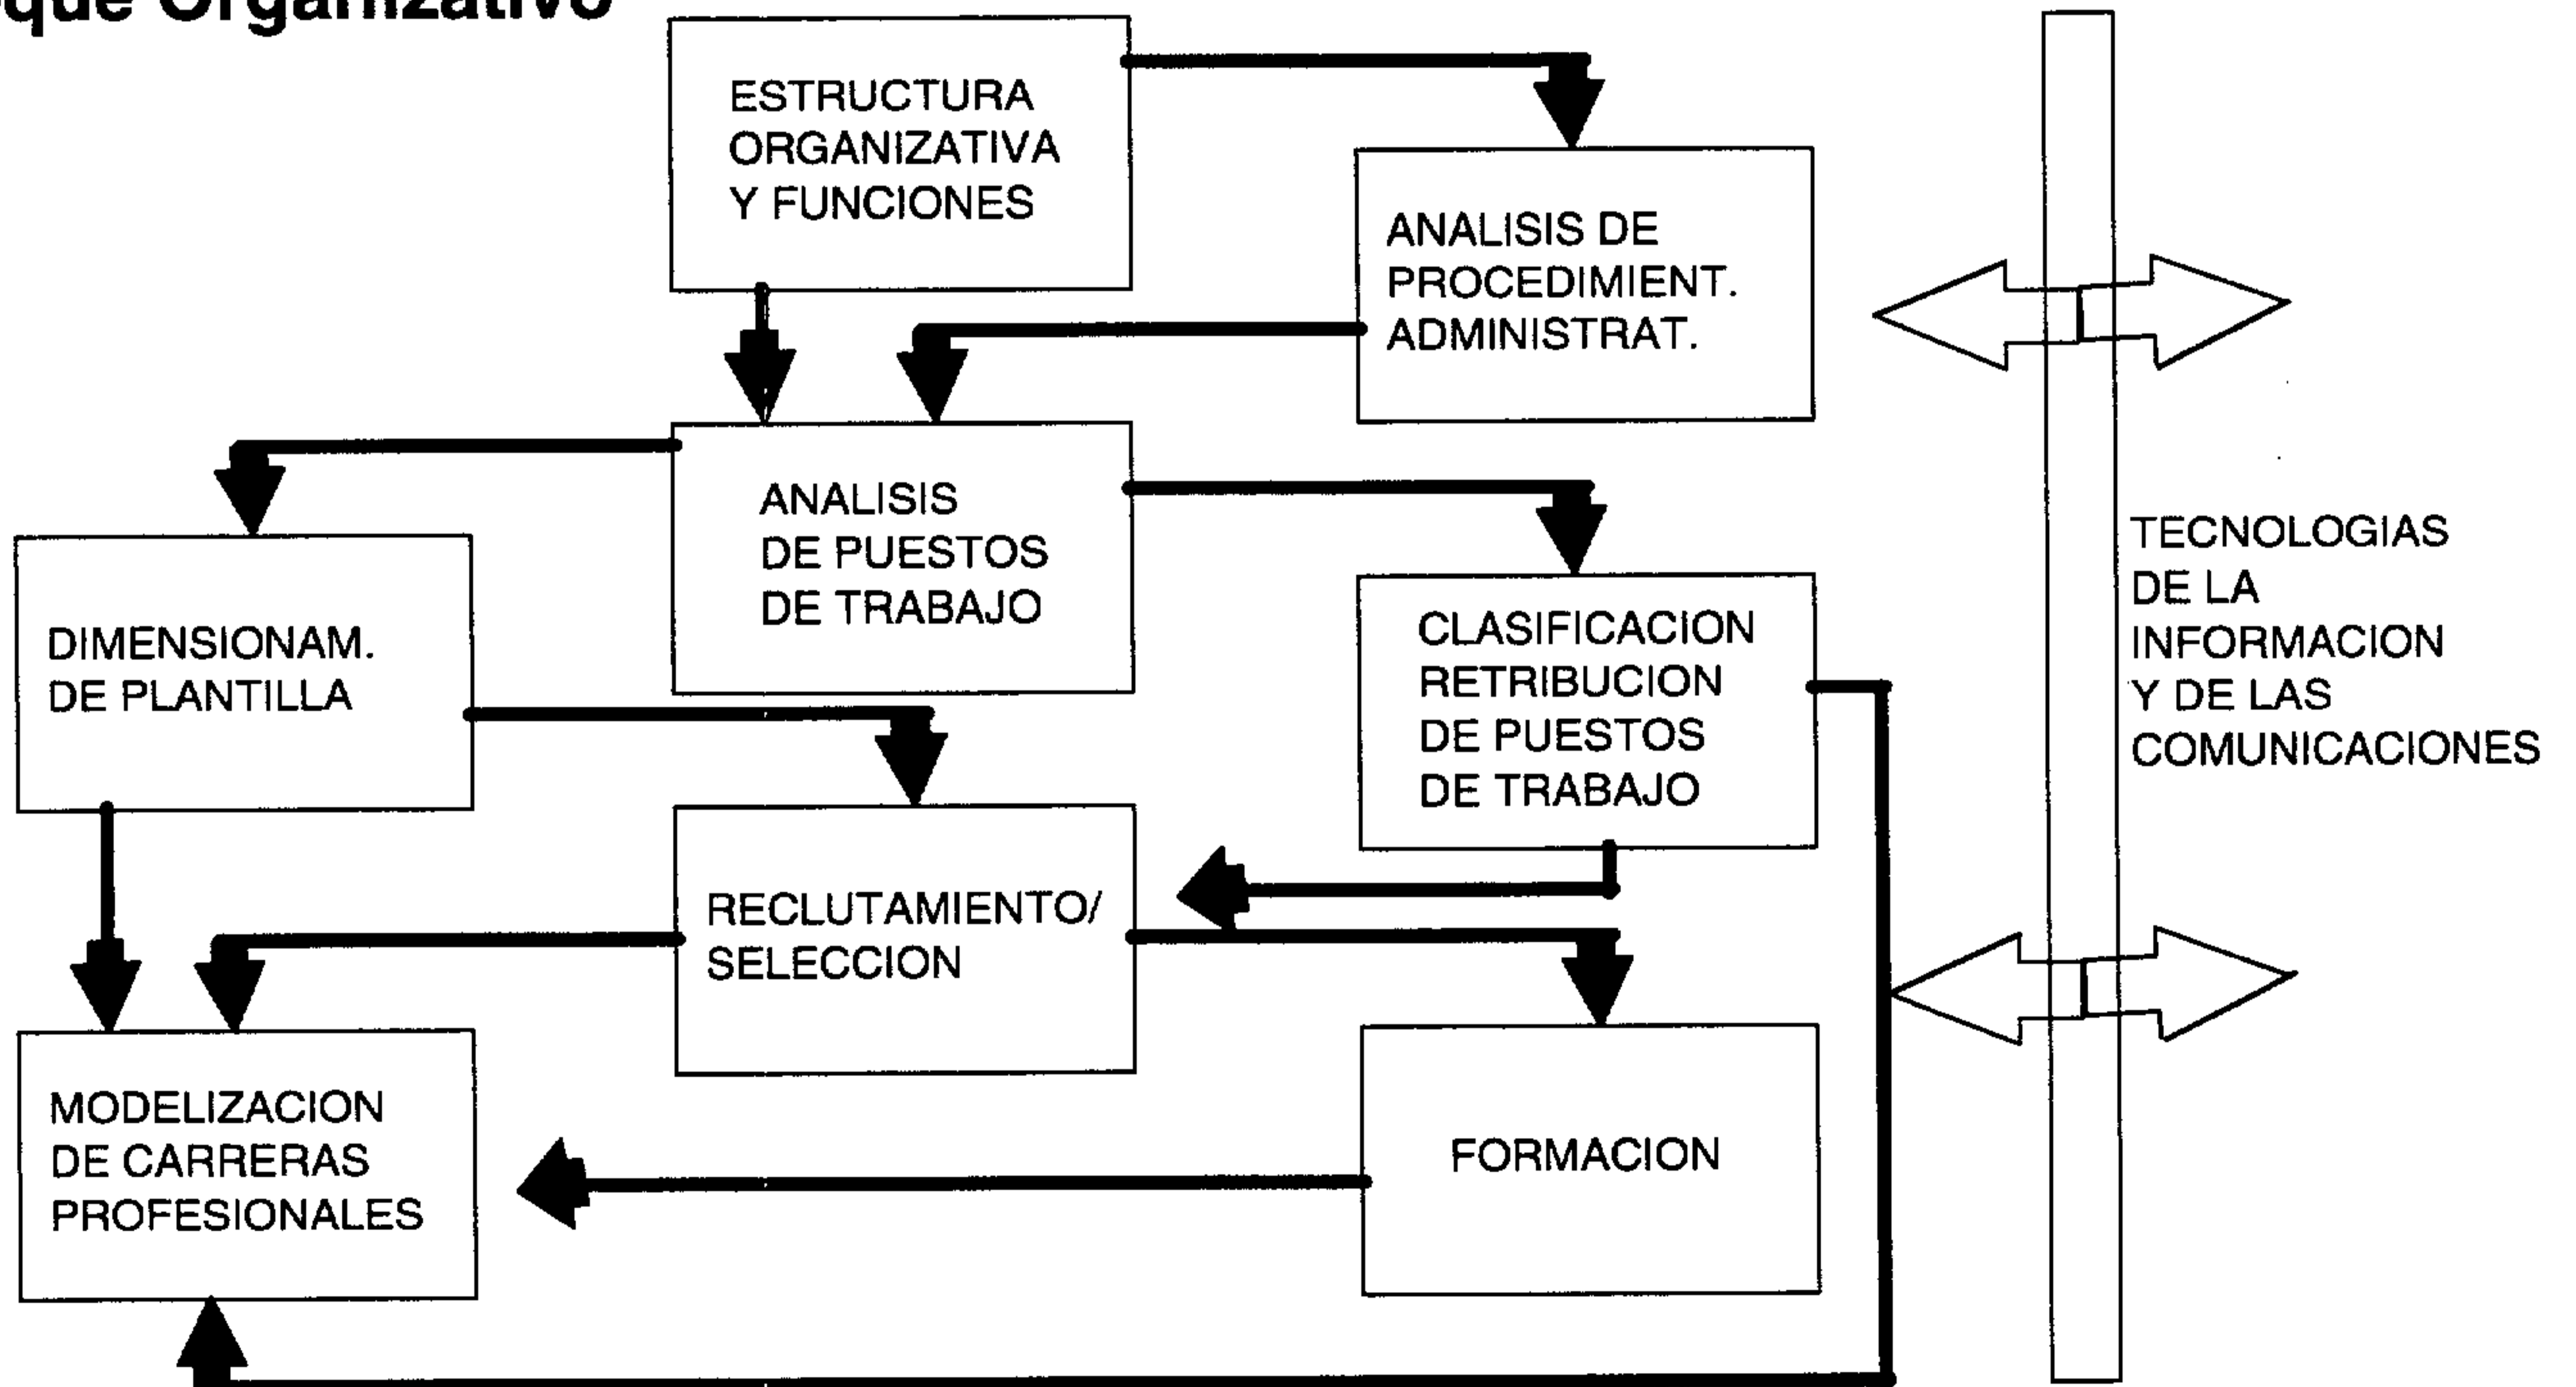 que Organizativo
ESTRUCTURA
ORGANIZATIVA
Y FUNCIONES
ANALISIS DE
PROCEDIMIENT.
ADMINISTRAT.
ANALISIS
DE PUESTOS
DE TRABAJO
DIMENSIONAM.
DE PLANTILLA
CLASIFICACION
RETRIBUCION
DE PUESTOS
DE TRABAJO
TECNOLOGIAS
DE LA
INFORMACION
Y DE LAS
COMUNICACIONES
RECLUTAMIENTO/
SELECCION
MODELIZACION
DE CARRERAS
PROFESIONALES
FORMACION